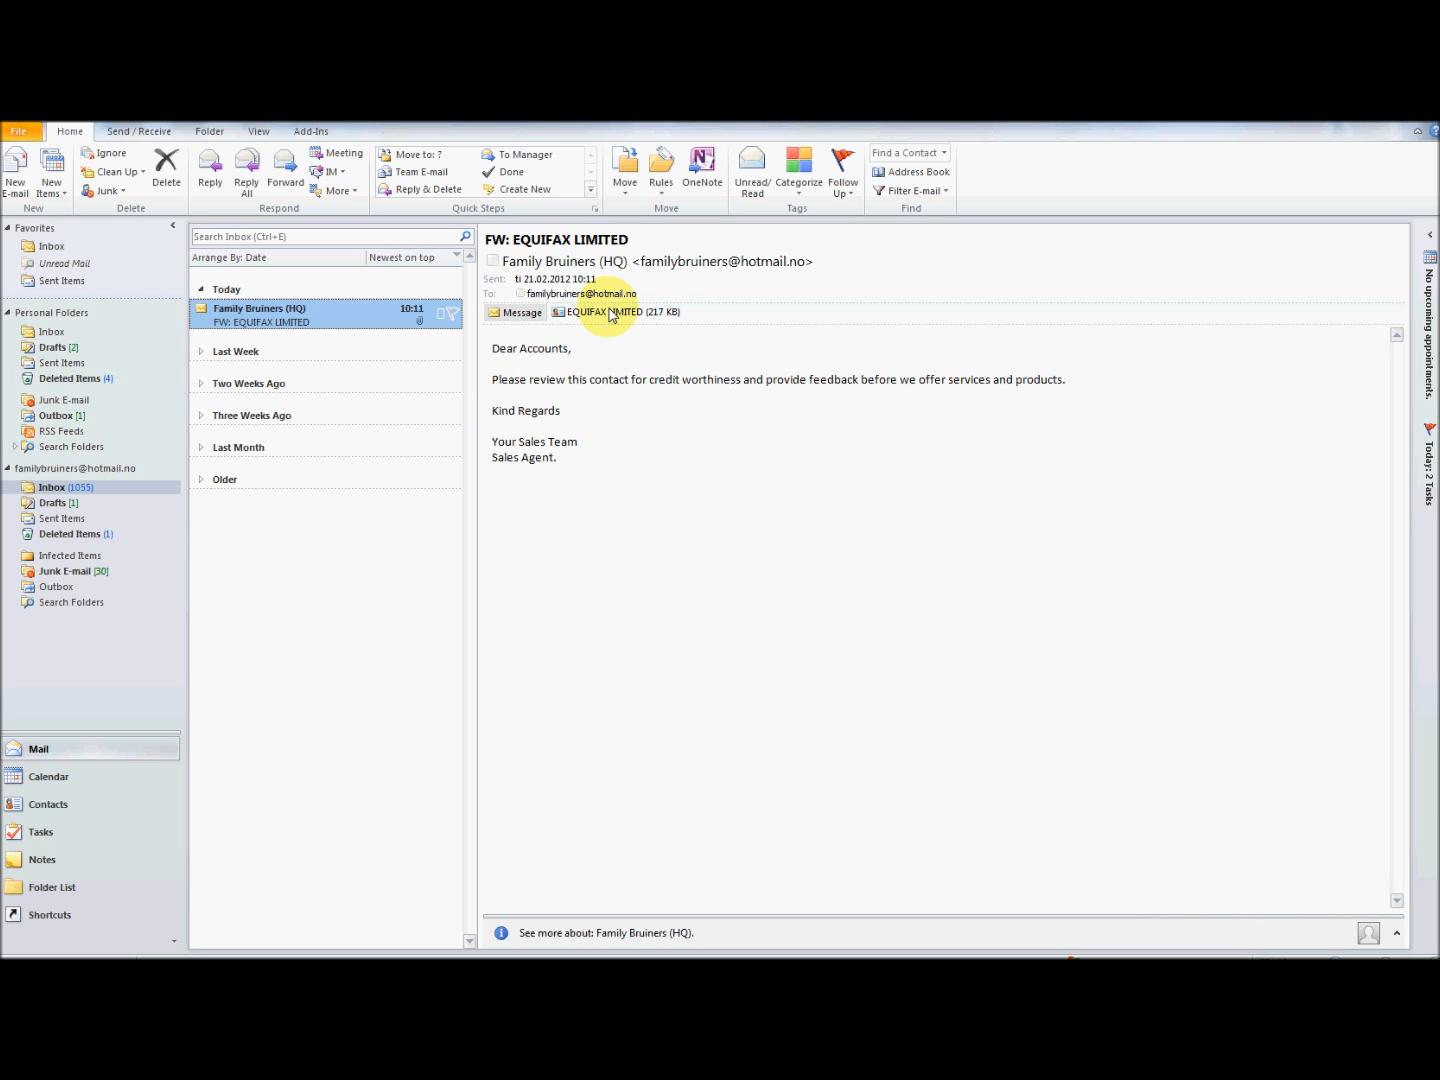 File
Home
Send / Receive
Folder
View
Add-Ins
New
E-mail
New
Items
New
Ignore
Clean Up
Junk
Delete
Delete
Reply
Reply
All
Forward
Meeting
IM
More
Respond
Move to: ?
Team E-mail
Reply & Delete
To Manager
Done
Create New
Quick Steps
Move
Rules
OneNote
Move
Unread/
Read
Categorize
Follow
Up
Tags
Find a Contact
Address Book
Filter E-mail
Find
Favorites
Inbox
Unread Mail
Sent Items
Personal Folders
Inbox
Drafts [2]
Sent Items
Deleted Items (4)
Junk E-mail
Outbox [1]
RSS Feeds
Search Folders
familybruiners@hotmail.no
Inbox (1055)
Drafts [1]
Sent Items
Deleted Items (1)
Infected Items
Junk E-mail [30]
Outbox
Search Folders
Mail
Calendar
Contacts
Tasks
Notes
Folder List
Shortcuts
Search Inbox (Ctrl+E)
Arrange By: Date
Newest on top
Today
Family Bruiners (HQ) 10:11
FW: EQUIFAX LIMITED
Last Week
Two Weeks Ago
Three Weeks Ago
Last Month
Older
FW: EQUIFAX LIMITED
Family Bruiners (HQ) <familybruiners@hotmail.no>
Sent: ti 21.02.2012 10:11
To: familybruiners@hotmail.no
Message
EQUIFAX LIMITED (217 KB)
Dear Accounts,
Please review this contact for credit worthiness and provide feedback before we offer services and products.
Kind Regards
Your Sales Team
Sales Agent.
See more about: Family Bruiners (HQ).
No upcoming appointments.
Today: 2 Tasks